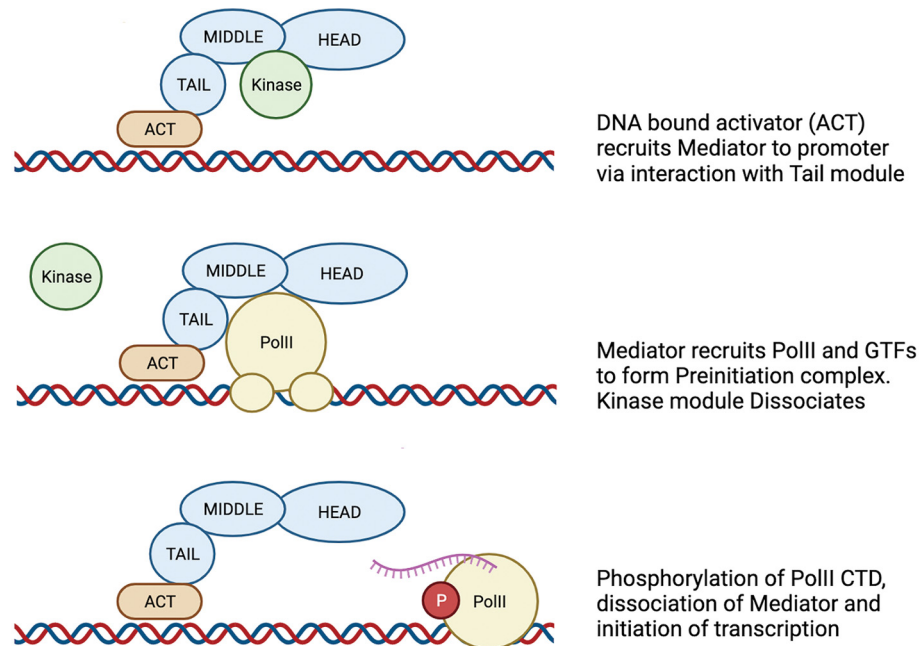 MIDDLE
HEAD
TAIL
Kinase
ACT
DNA bound activator (ACT)
recruits Mediator to promoter
via interaction with Tail module
Kinase
MIDDLE
HEAD
TAIL
PolII
ACT
Mediator recruits PolII and GTFs
to form Preinitiation complex.
Kinase module Dissociates
MIDDLE
HEAD
TAIL
ACT
P
PolII
Phosphorylation of PolII CTD,
dissociation of Mediator and
initiation of transcription